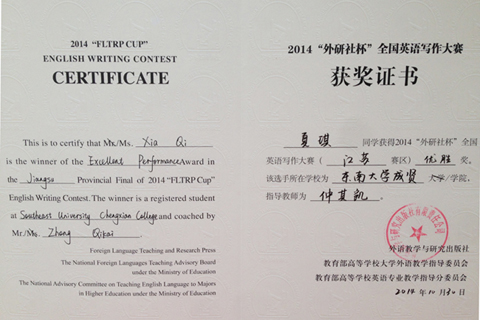 2014 “FLTRP CUP”
ENGLISH WRITING CONTEST
CERTIFICATE
This is to certify that Mr./Ms. Xia Qi
is the winner of the Excellent Performance Award in
the Jiangsu Provincial Final of 2014 “FLTRP Cup”
English Writing Contest. The winner is a registered student
at Southeast University Chengxian College and coached by
Mr./Ms. Zhong Qikai.
Foreign Language Teaching and Research Press
The National Foreign Languages Teaching Advisory Board
under the Ministry of Education
The National Advisory Committee on Teaching English Language to Majors
in Higher Education under the Ministry of Education
2014 “外研社杯” 全国英语写作大赛
获奖证书
夏琪 同学获得2014 “外研社杯” 全国
英语写作大赛（ 江苏 赛区） 优胜 奖。
该选手所在学校为 东南大学成贤 大学/学院,
指导教师为 仲其 。
外语教学与研究出版社
教育部高等学校大学外语教学指导委员会
教育部高等学校英语专业教学指导分委员会
2014 年 10 月 30 日